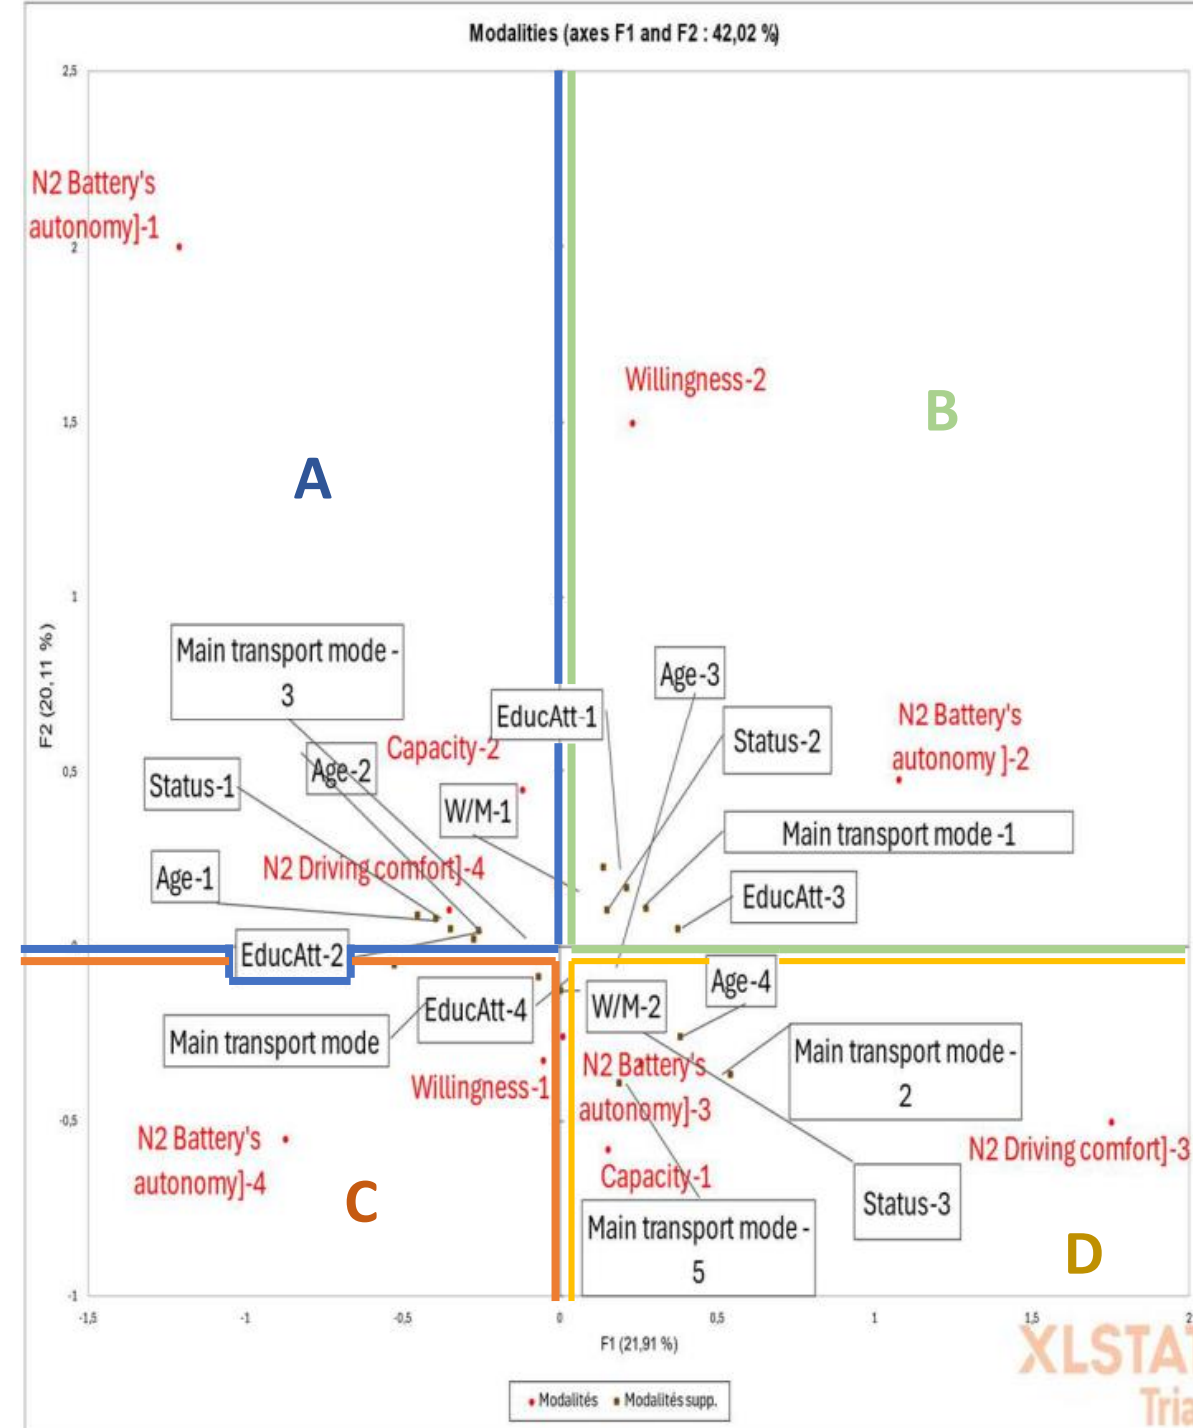 Modalities (axes F1 and F2 : 42,02 %)
2,5
N2 Battery's
autonomy]-1
2
Willingness-2
B
1,5
A
1
Main transport mode -
3
Age-3
EducAtt-1
N2 Battery's
autonomy ]-2
Status-2
Capacity-2
0,5
Age-2
Status-1
W/M-1
Main transport mode -1
N2 Driving comfort]-4
Age-1
EducAtt-3
0
EducAtt-2
Age-4
EducAtt-4
W/M-2
Main transport mode
Main transport mode -
2
N2 Battery's
autonomy]-3
Willingness-1
-0,5
N2 Battery's
autonomy]-4
N2 Driving comfort]-3
Capacity-1
C
Status-3
Main transport mode -
5
D
-1
-1,5
-1
-0,5
0
0,5
1
1,5
2
F2 (20,11 %)
F1 (21,91 %)
XLSTAT
Tria
Modalités
Modalités supp.